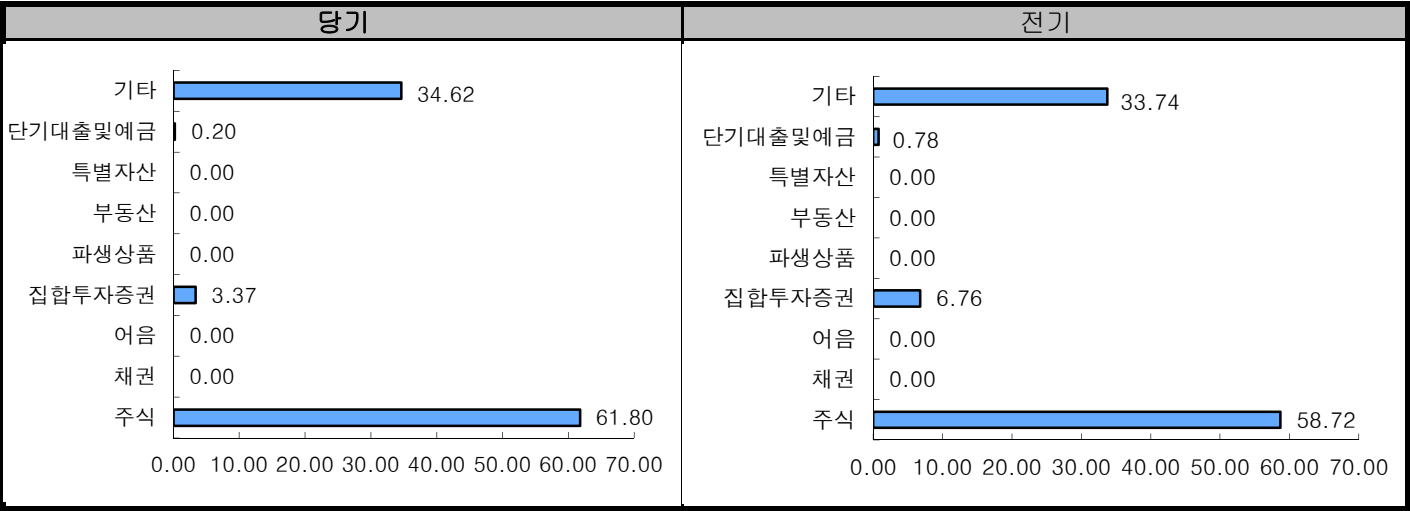 당기
전기
기타 34.62
단기대출및예금 0.20
특별자산 0.00
부동산 0.00
파생상품 0.00
집합투자증권 3.37
어음 0.00
채권 0.00
주식 61.80
0.00 10.00 20.00 30.00 40.00 50.00 60.00 70.00
기타 33.74
단기대출및예금 0.78
특별자산 0.00
부동산 0.00
파생상품 0.00
집합투자증권 6.76
어음 0.00
채권 0.00
주식 58.72
0.00 10.00 20.00 30.00 40.00 50.00 60.00 70.00